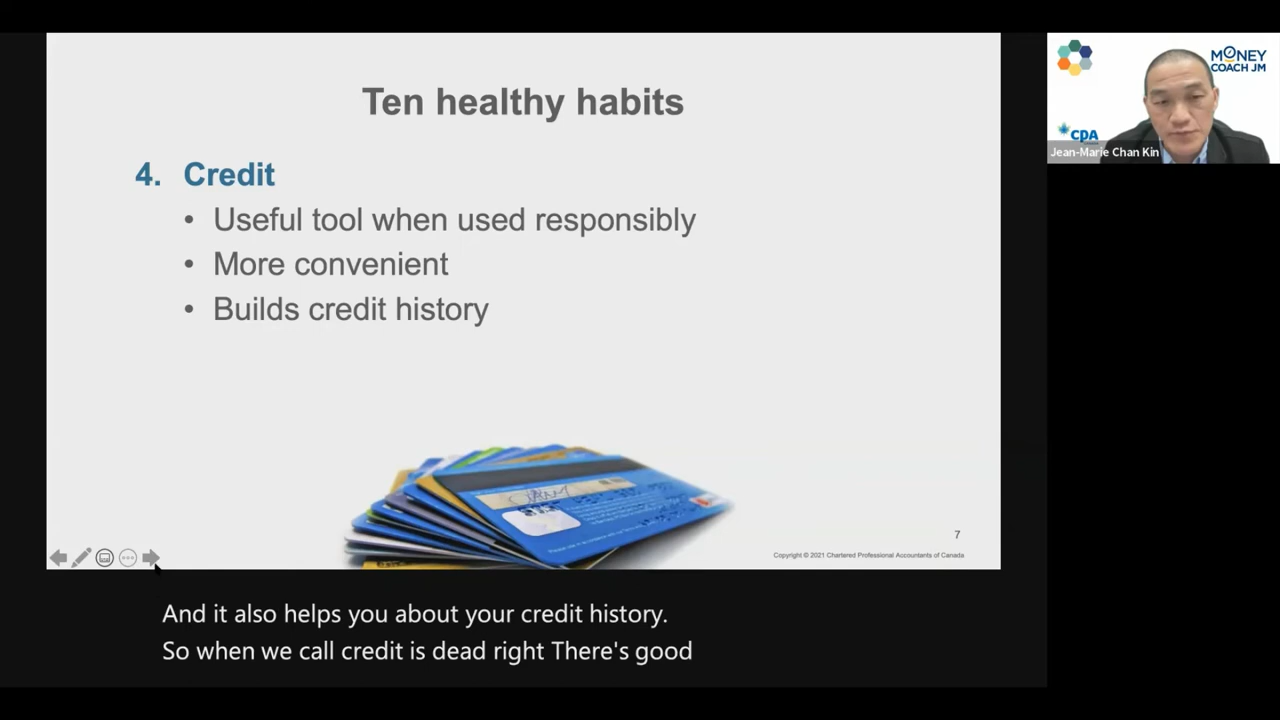 Ten healthy habits
4. Credit
• Useful tool when used responsibly
• More convenient
• Builds credit history
7
Copyright © 2021 Chartered Professional Accountants of Canada
And it also helps you about your credit history.
So when we call credit is dead right There's good
MONEY
COACH JM
CPA
Jean-Marie Chan Kin